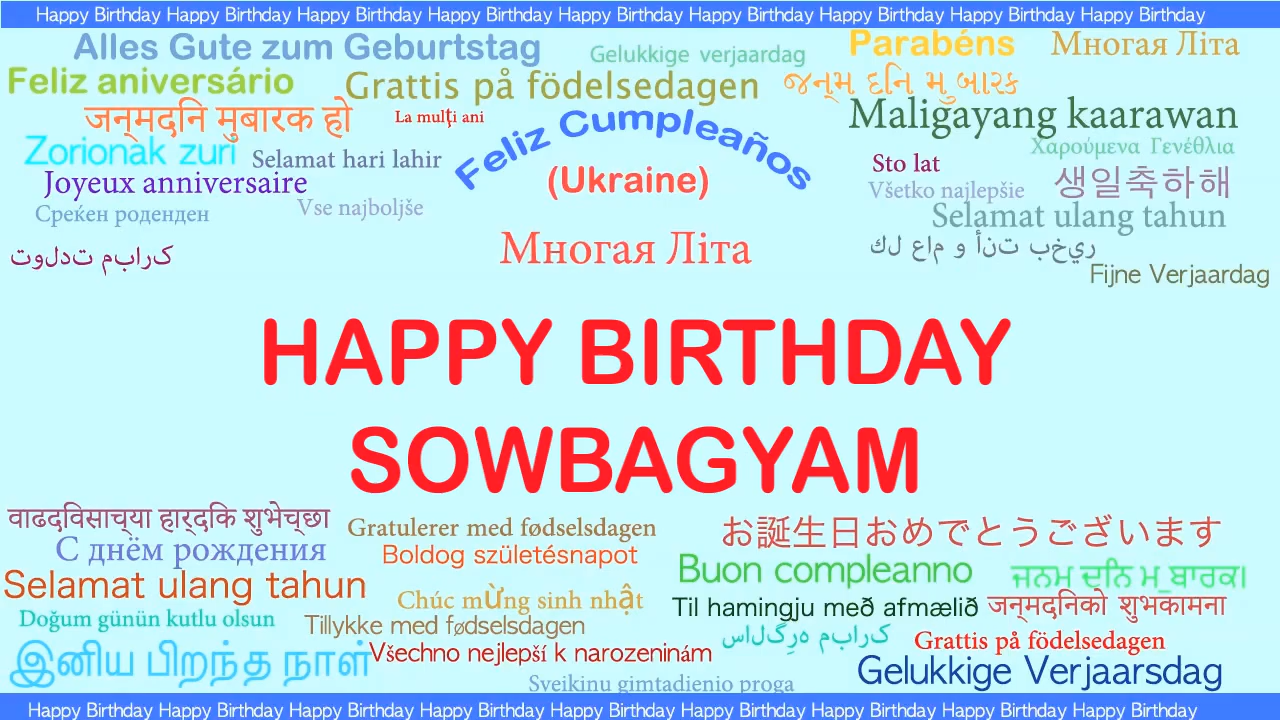 Happy Birthday Happy Birthday Happy Birthday Happy Birthday Happy Birthday Happy Birthday Happy Birthday Happy Birthday Happy Birthday
Alles Gute zum Geburtstag
Gelukkige verjaardag
Parabéns
Многая Літа
Feliz aniversário
Grattis på födelsedagen
જન્મ દિન મુબારક
जन्मदिन मुबारक हो
La mulţi ani
Feliz Cumpleaños
Maligayang kaarawan
Zorionak zuri
Selamat hari lahir
(Ukraine)
Sto lat
Χαρούμενα Γενέθλια
Joyeux anniversaire
Všetko najlepšie
생일축하해
Среќен роденден
Vse najboljše
Selamat ulang tahun
Многая Літа
تولدت مبارک
كل عام و أنت بخير
Fijne Verjaardag
HAPPY BIRTHDAY
SOWBAGYAM
वाढदिवसाच्या हार्दिक शुभेच्छा
Gratulerer med fødselsdagen
お誕生日おめでとうございます
С днём рождения
Boldog születésnapot
Buon compleanno
ਜਨਮ ਦਿਨ ਮੁਬਾਰਕ।
Selamat ulang tahun
Chúc mừng sinh nhật
Til hamingju með afmælið
जन्मदिनको शुभकामना
Doğum günün kutlu olsun
Tillykke med fødselsdagen
سالگرہ مبارک
Grattis på födelsedagen
இனிய பிறந்த நாள்
Všechno nejlepší k narozeninám
Gelukkige Verjaarsdag
Sveikinu gimtadienio proga
Happy Birthday Happy Birthday Happy Birthday Happy Birthday Happy Birthday Happy Birthday Happy Birthday Happy Birthday Happy Birthday